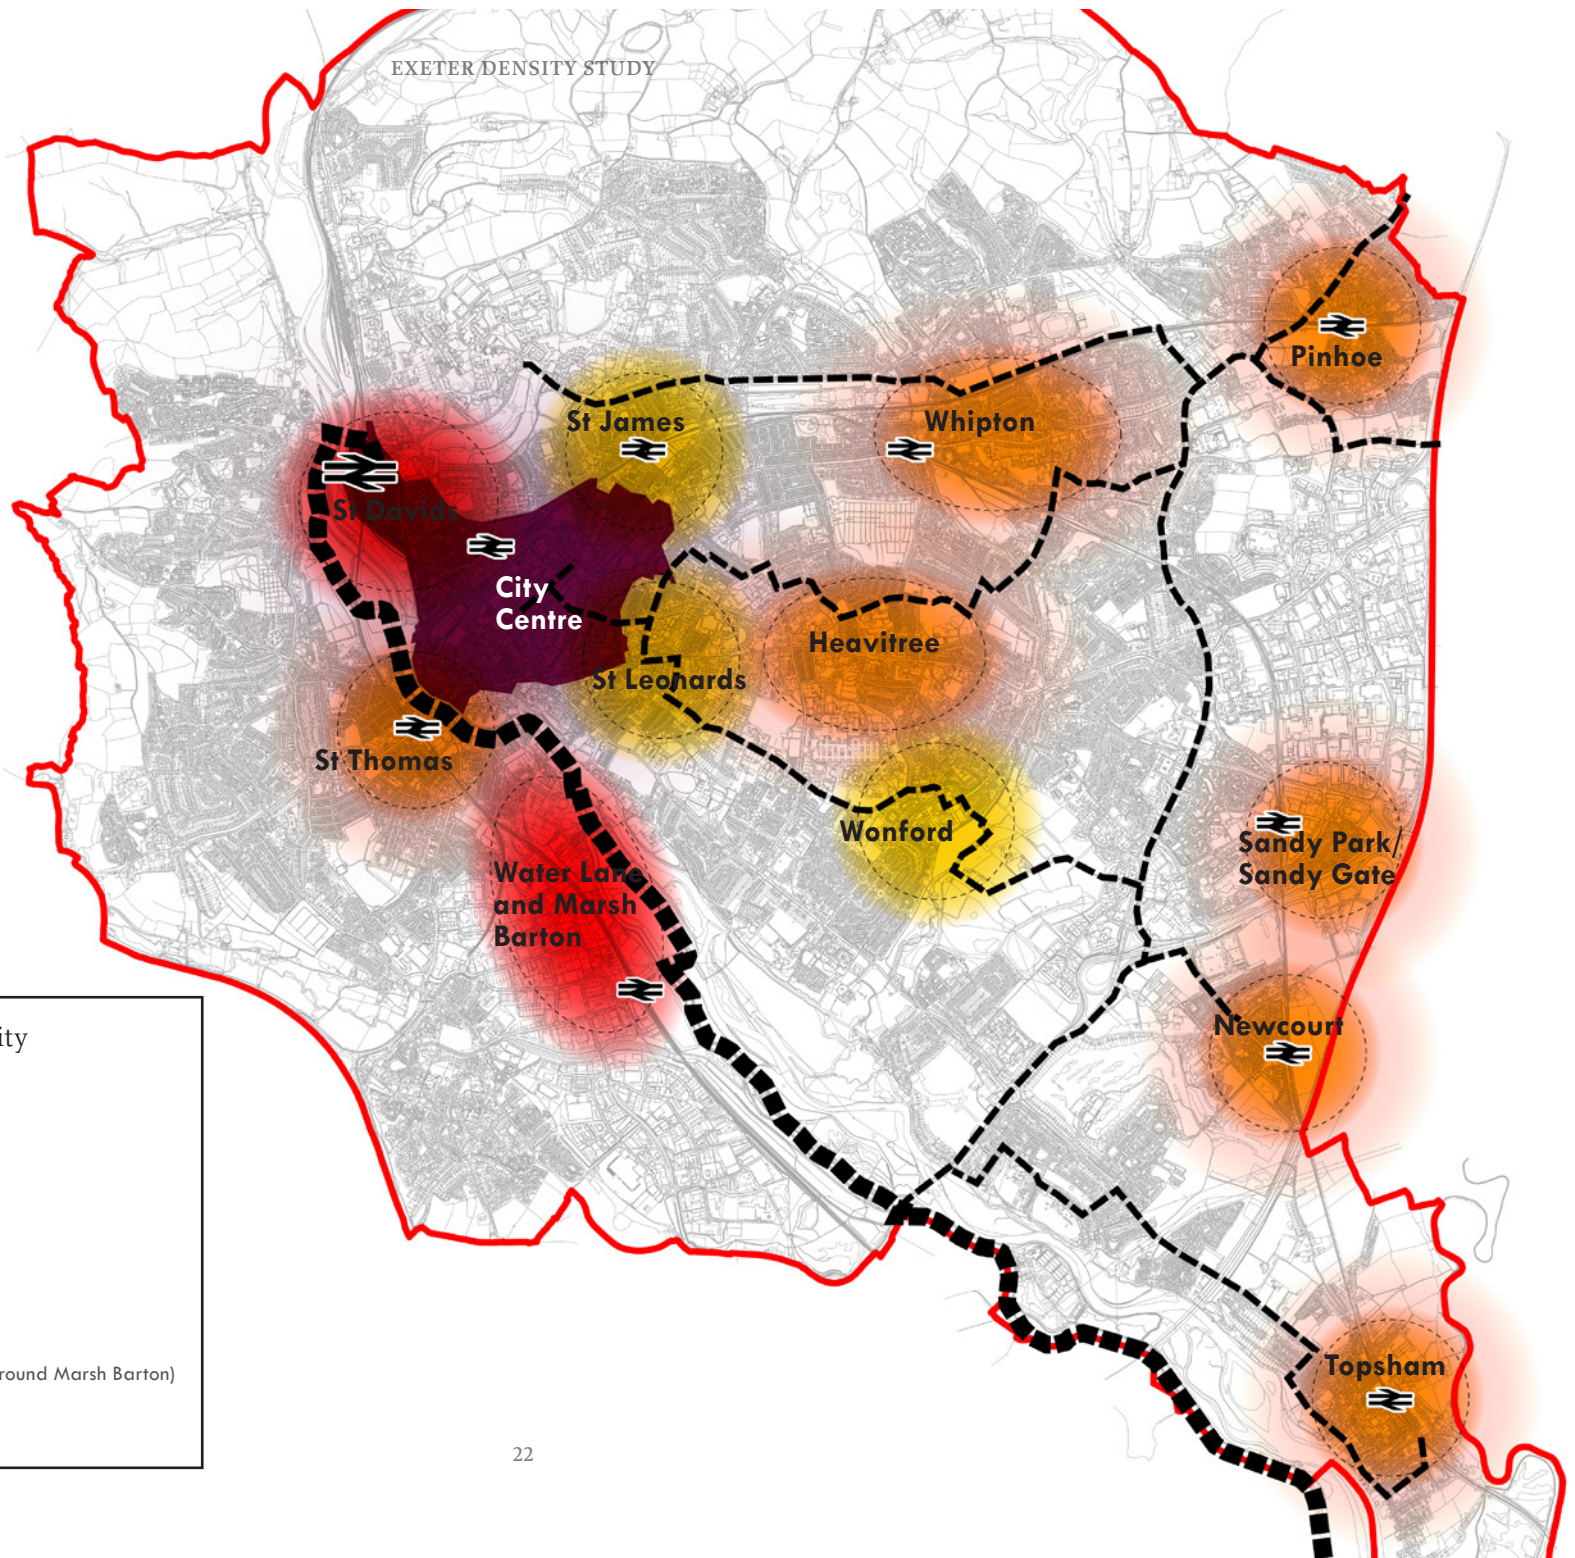 EXETER DENSITY STUDY
Pinhoe
St James
Whipton
St Davids
City
Centre
Heavitree
St Leonards
St Thomas
Wonford
Sandy Park/
Sandy Gate
Water Lane
and Marsh
Barton
Newcourt
ity
round Marsh Barton)
Topsham
22